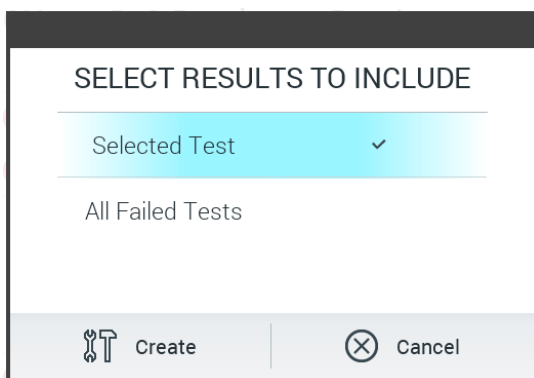 SELECT RESULTS TO INCLUDE
Selected Test
All Failed Tests
Create Cancel